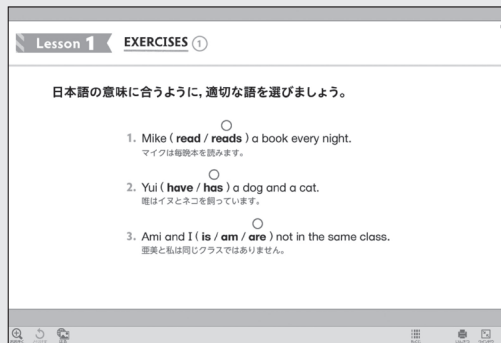 Lesson 1 EXERCISES 1
日本語の意味に合うように，適切な語を選びましょう。
1. Mike ( read / reads ) a book every night.
マイクは毎晩本を読みます。
2. Yui ( have / has ) a dog and a cat.
唯はイヌとネコを飼っています。
3. Ami and I ( is / am / are ) not in the same class.
亜美と私は同じクラスではありません。